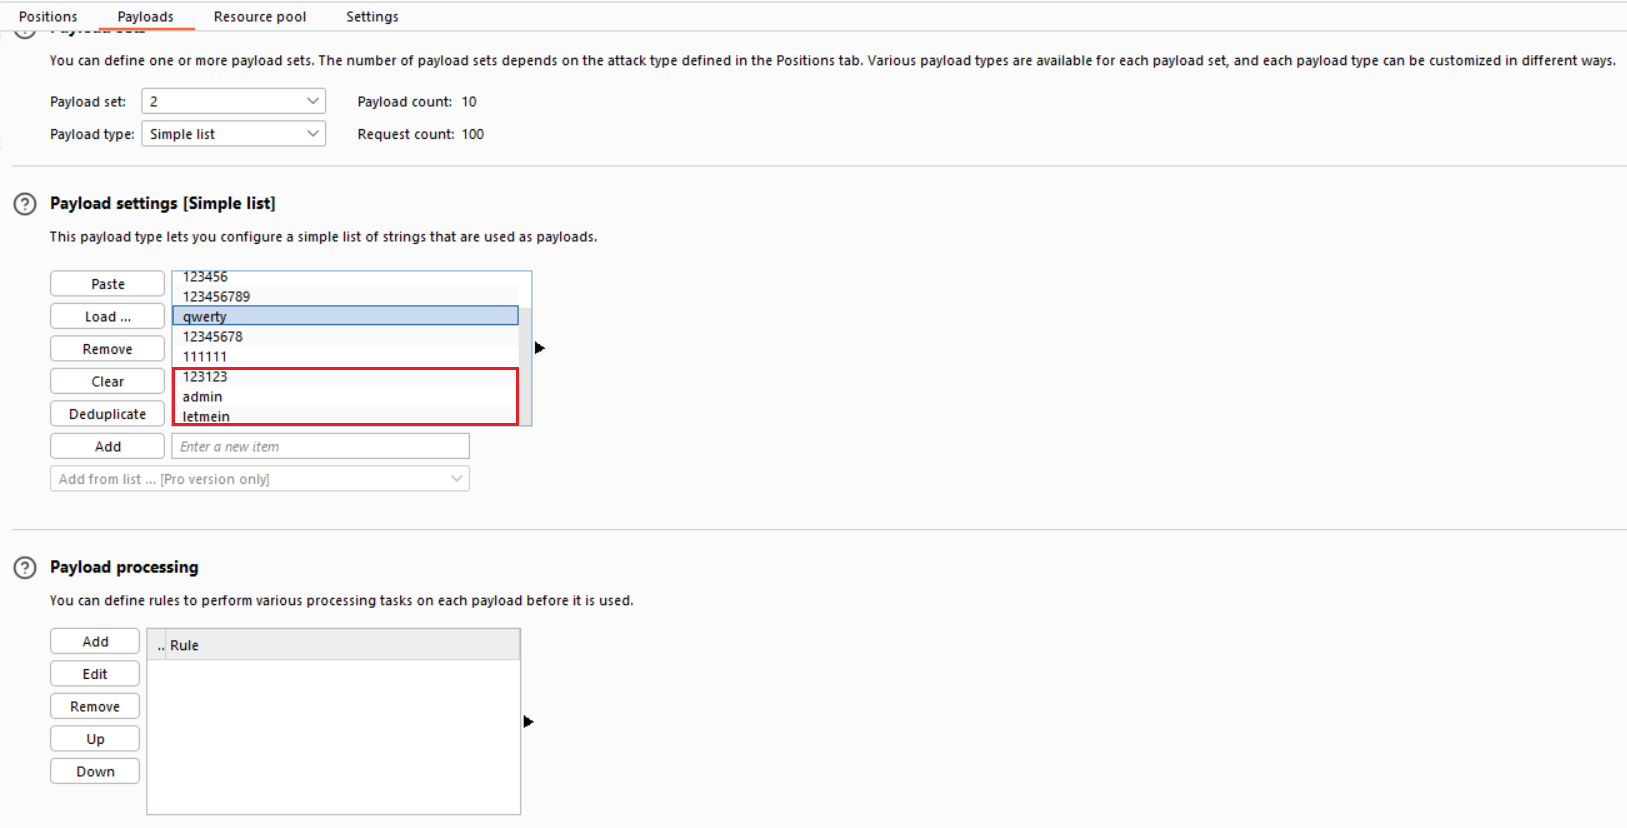 Positions Payloads Resource pool Settings
Payload sets
You can define one or more payload sets. The number of payload sets depends on the attack type defined in the Positions tab. Various payload types are available for each payload set, and each payload type can be customized in different ways.
Payload set: 2 Payload count: 10
Payload type: Simple list Request count: 100
? Payload settings [Simple list]
This payload type lets you configure a simple list of strings that are used as payloads.
Paste
Load ...
Remove
Clear
Deduplicate
123456
123456789
qwerty
12345678
111111
123123
admin
letmein
Add Enter a new item
Add from list ... [Pro version only]
? Payload processing
You can define rules to perform various processing tasks on each payload before it is used.
Add
Edit
Remove
Up
Down
.. Rule